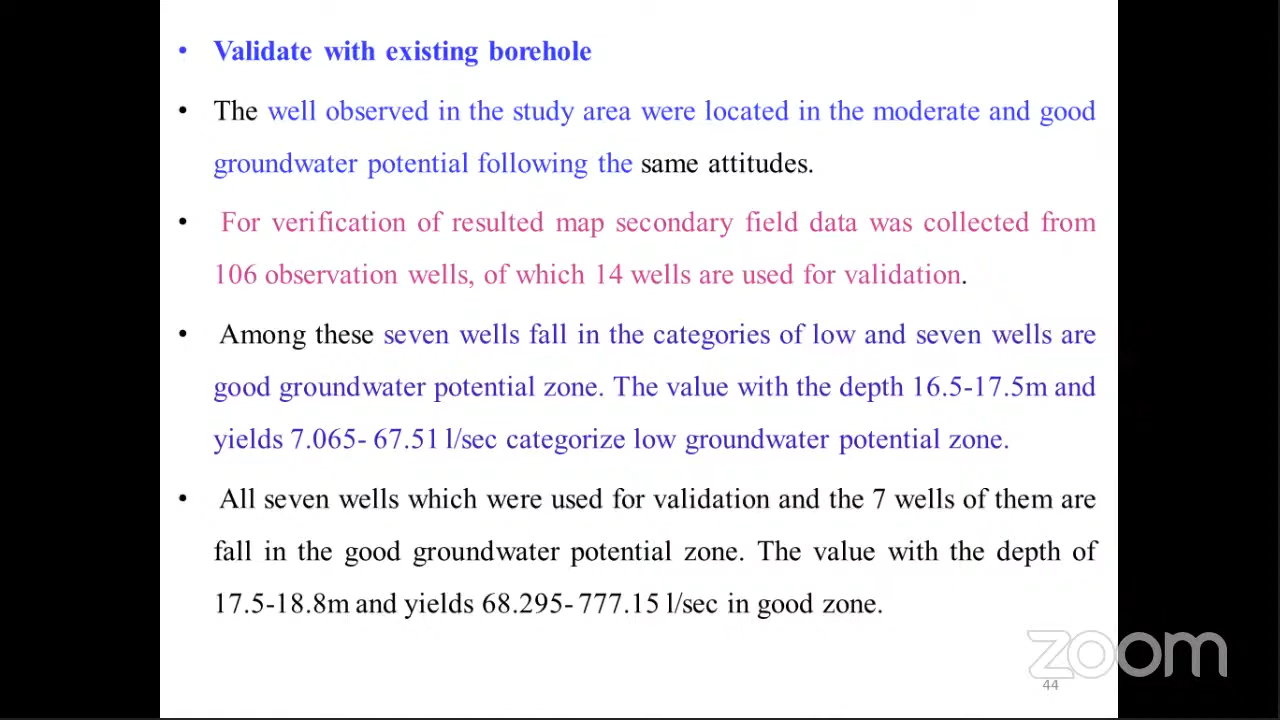 • Validate with existing borehole
• The well observed in the study area were located in the moderate and good
groundwater potential following the same attitudes.
• For verification of resulted map secondary field data was collected from
106 observation wells, of which 14 wells are used for validation.
• Among these seven wells fall in the categories of low and seven wells are
good groundwater potential zone. The value with the depth 16.5-17.5m and
yields 7.065- 67.51 l/sec categorize low groundwater potential zone.
• All seven wells which were used for validation and the 7 wells of them are
fall in the good groundwater potential zone. The value with the depth of
17.5-18.8m and yields 68.295- 777.15 l/sec in good zone.
zoom
44